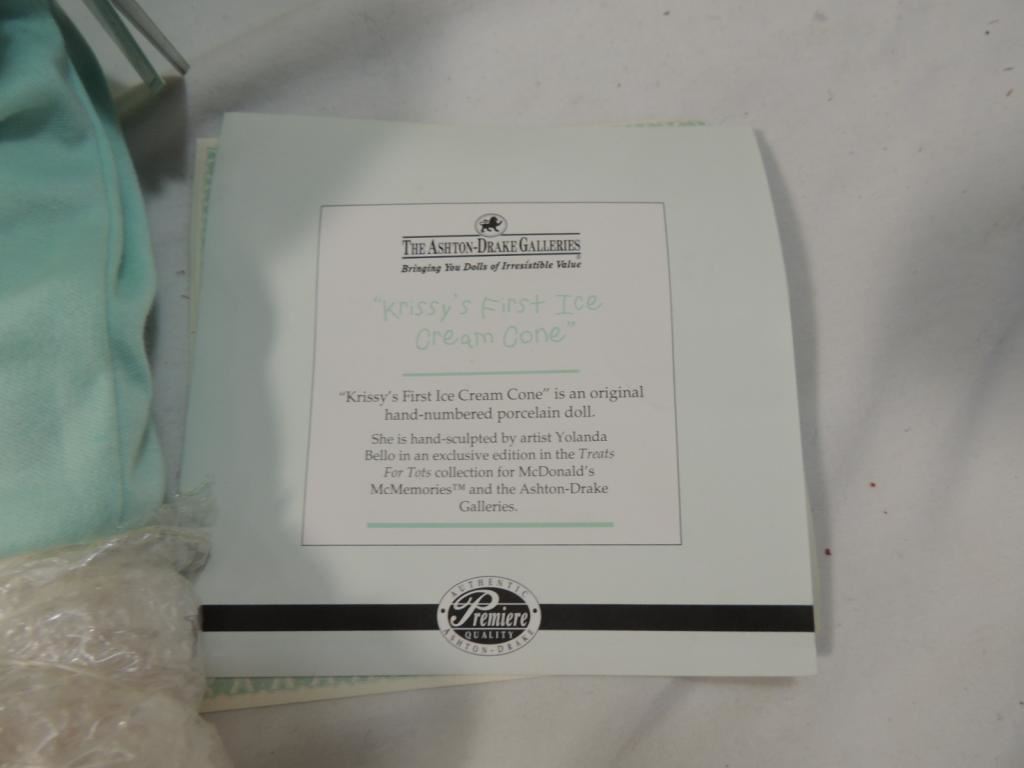 THE ASHTON-DRAKE GALLERIES
Bringing You Dolls of Irresistible Value
"Krissy's First Ice
Cream Cone"
"Krissy's First Ice Cream Cone" is an original
hand-numbered porcelain doll.
She is hand-sculpted by artist Yolanda
Bello in an exclusive edition in the Treats
For Tots collection for McDonald's
McMemories™ and the Ashton-Drake
Galleries.
AUTHENTIC
Premiere
QUALITY
ASHTON-DRAKE